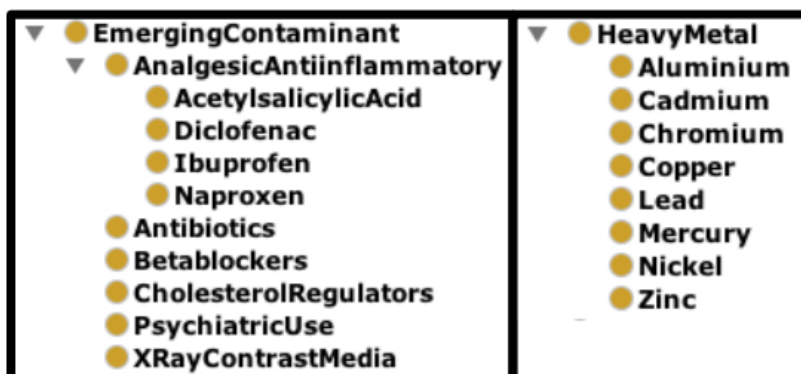 EmergingContaminant
AnalgesicAntiinflammatory
AcetylsalicylicAcid
Diclofenac
Ibuprofen
Naproxen
Antibiotics
Betablockers
CholesterolRegulators
PsychiatricUse
XRayContrastMedia
HeavyMetal
Aluminium
Cadmium
Chromium
Copper
Lead
Mercury
Nickel
Zinc